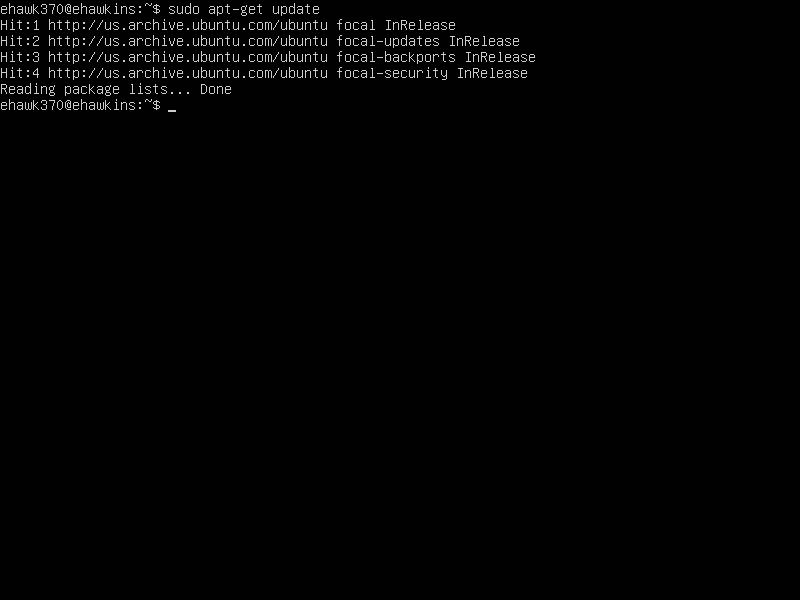 ehawk370@ehawkins:~$ sudo apt-get update
Hit:1 http://us.archive.ubuntu.com/ubuntu focal InRelease
Hit:2 http://us.archive.ubuntu.com/ubuntu focal-updates InRelease
Hit:3 http://us.archive.ubuntu.com/ubuntu focal-backports InRelease
Hit:4 http://us.archive.ubuntu.com/ubuntu focal-security InRelease
Reading package lists... Done
ehawk370@ehawkins:~$ _